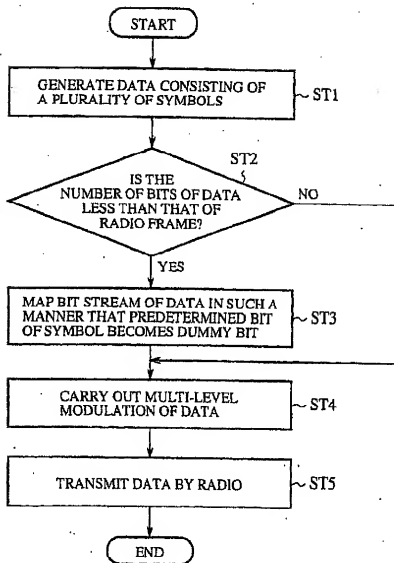 START
GENERATE DATA CONSISTING OF
A PLURALITY OF SYMBOLS
ST1
ST2
IS THE
NUMBER OF BITS OF DATA
LESS THAN THAT OF
RADIO FRAME?
NO
YES
MAP BIT STREAM OF DATA IN SUCH A
MANNER THAT PREDETERMINED BIT
OF SYMBOL BECOMES DUMMY BIT
ST3
CARRY OUT MULTI-LEVEL
MODULATION OF DATA
ST4
TRANSMIT DATA BY RADIO
ST5
END